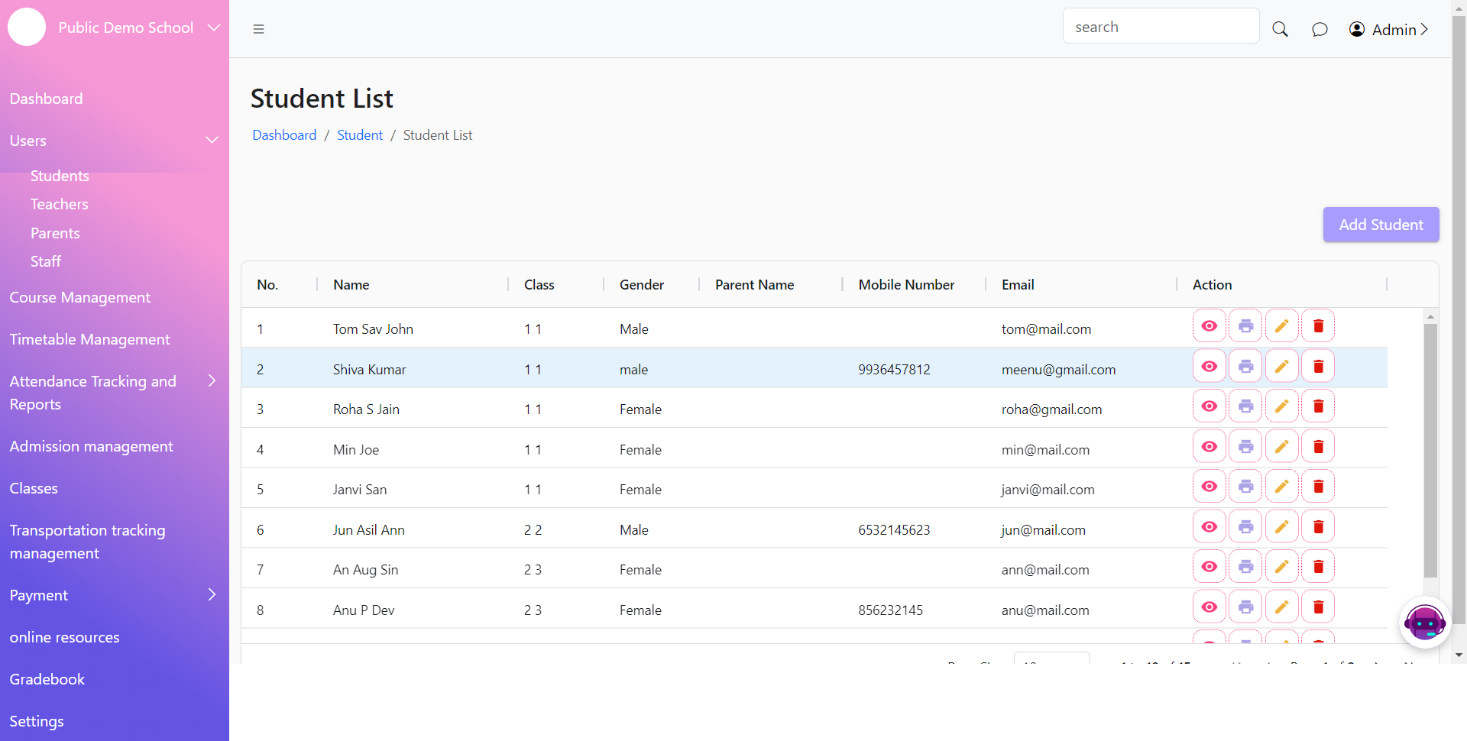 Public Demo School
Dashboard
Users
Students
Teachers
Parents
Staff
Course Management
Timetable Management
Attendance Tracking and
Reports
Admission management
Classes
Transportation tracking
management
Payment
online resources
Gradebook
Settings
search
Admin
Student List
Dashboard / Student / Student List
Add Student
No. Name Class Gender Parent Name Mobile Number Email Action
1 Tom Sav John 1 1 Male tom@mail.com
2 Shiva Kumar 1 1 male 9936457812 meenu@gmail.com
3 Roha S Jain 1 1 Female roha@gmail.com
4 Min Joe 1 1 Female min@mail.com
5 Janvi San 1 1 Female janvi@mail.com
6 Jun Asil Ann 2 2 Male 6532145623 jun@mail.com
7 An Aug Sin 2 3 Female ann@mail.com
8 Anu P Dev 2 3 Female 856232145 anu@mail.com